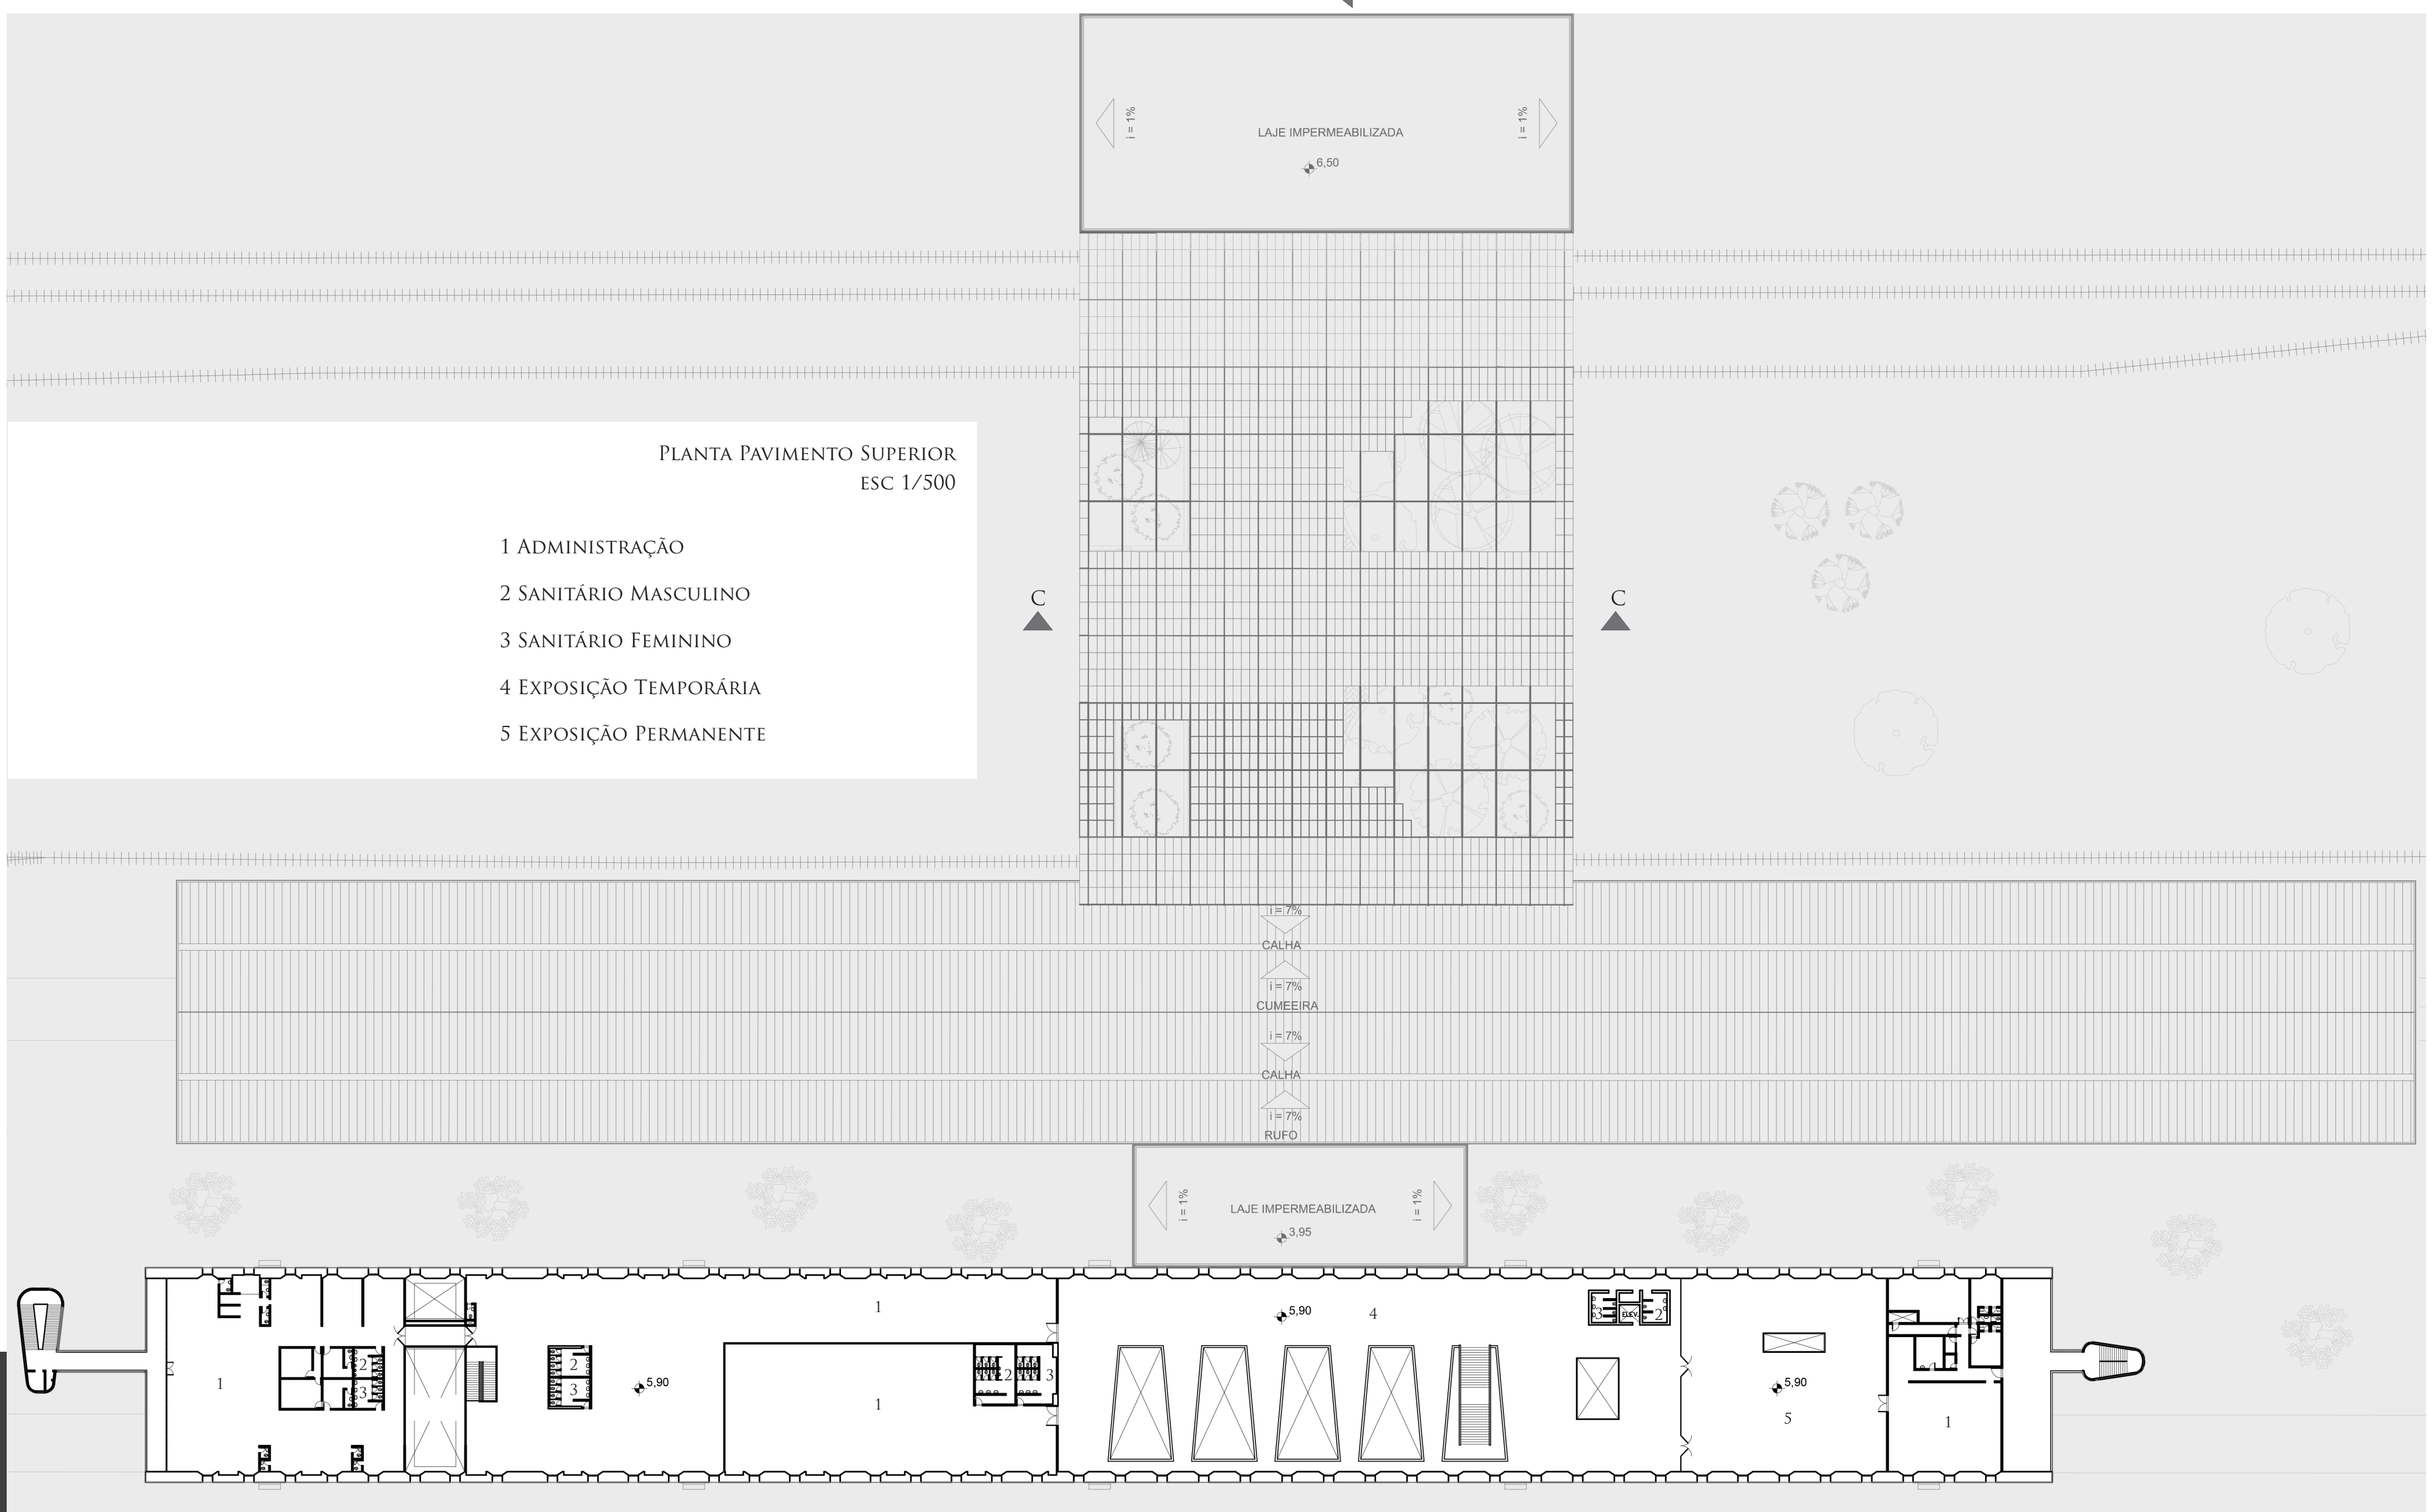 i = 1%
LAJE IMPERMEABILIZADA
i = 1%
6,50
Planta Pavimento Superior
esc 1/500
1 Administração
2 Sanitário Masculino
3 Sanitário Feminino
4 Exposição Temporária
5 Exposição Permanente
C
C
i = 7%
CALHA
i = 7%
CUMEEIRA
i = 7%
CALHA
i = 7%
RUFO
i = 1%
LAJE IMPERMEABILIZADA
i = 1%
3,95
1
5,90
4
3
ELEV.
2
2
3
1
2
3
5,90
1
2
3
5,90
5
1